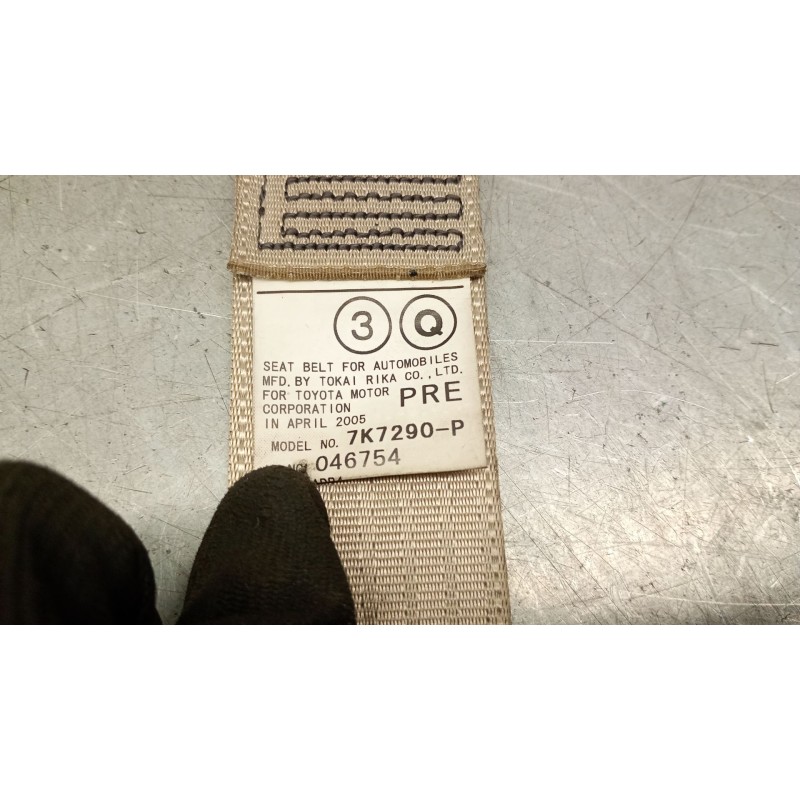 3 Q
SEAT BELT FOR AUTOMOBILES
MFD. BY TOKAI RIKA CO., LTD.
FOR TOYOTA MOTOR PRE
CORPORATION
IN APRIL 2005
MODEL NO. 7K7290-P
046754